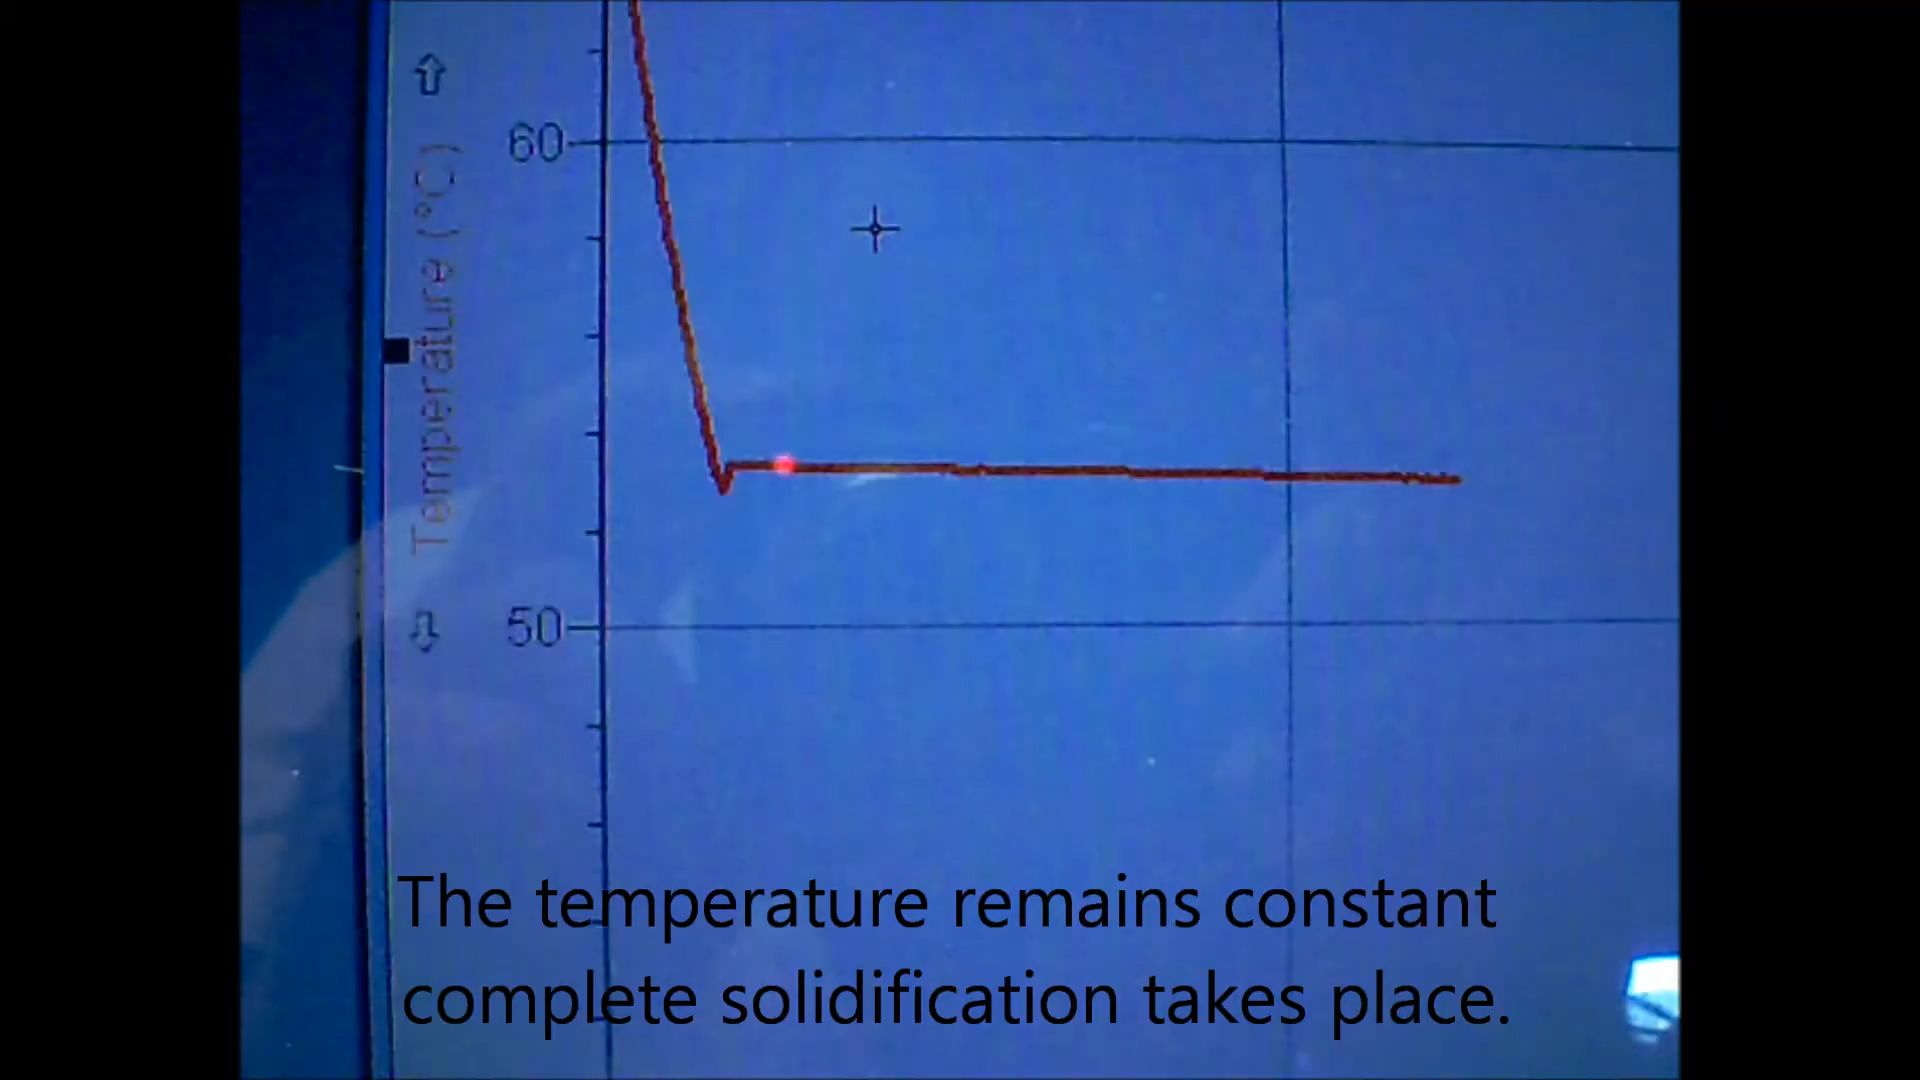 60
Temperature (°C)
50
The temperature remains constant
complete solidification takes place.